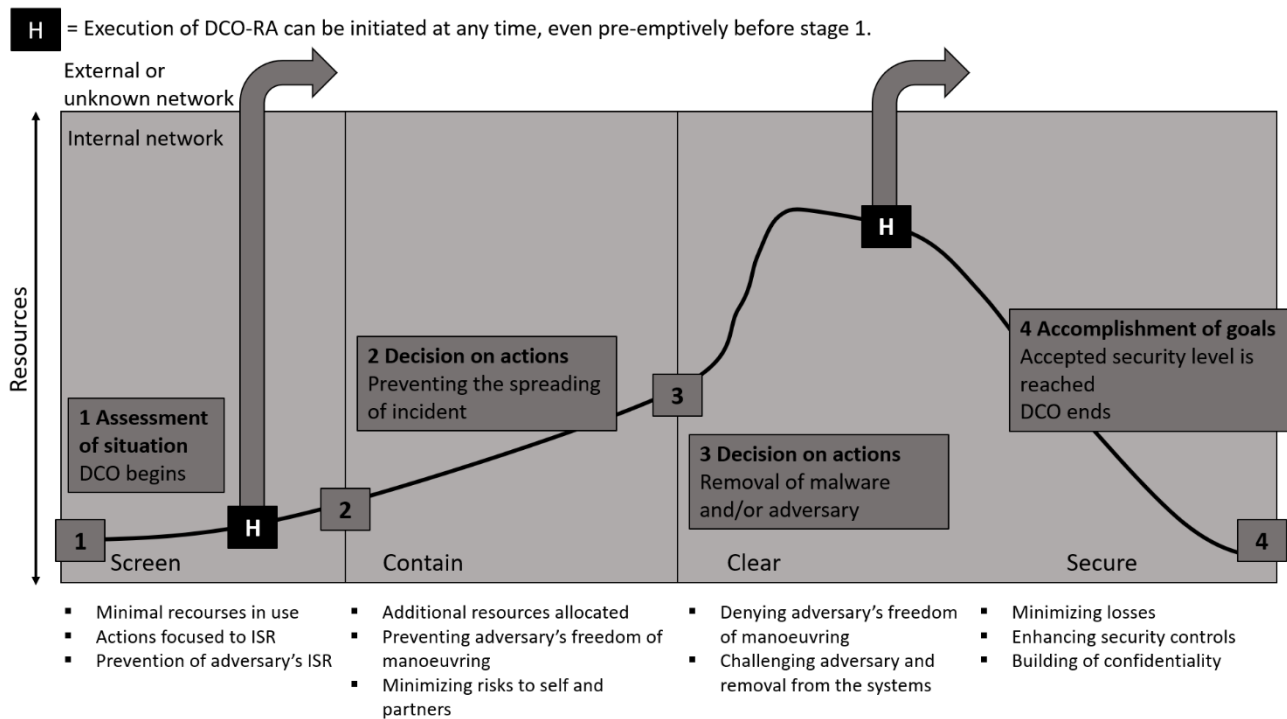 H = Execution of DCO-RA can be initiated at any time, even pre-emptively before stage 1.
External or
unknown network
Internal network
Resources
1 Assessment
of situation
DCO begins
2 Decision on actions
Preventing the spreading
of incident
3 Decision on actions
Removal of malware
and/or adversary
4 Accomplishment of goals
Accepted security level is
reached
DCO ends
1
H
2
3
H
4
Screen
Contain
Clear
Secure
▪ Minimal recourses in use
▪ Actions focused to ISR
▪ Prevention of adversary's ISR
▪ Additional resources allocated
▪ Preventing adversary's freedom of
manoeuvring
▪ Minimizing risks to self and
partners
▪ Denying adversary's freedom
of manoeuvring
▪ Challenging adversary and
removal from the systems
▪ Minimizing losses
▪ Enhancing security controls
▪ Building of confidentiality